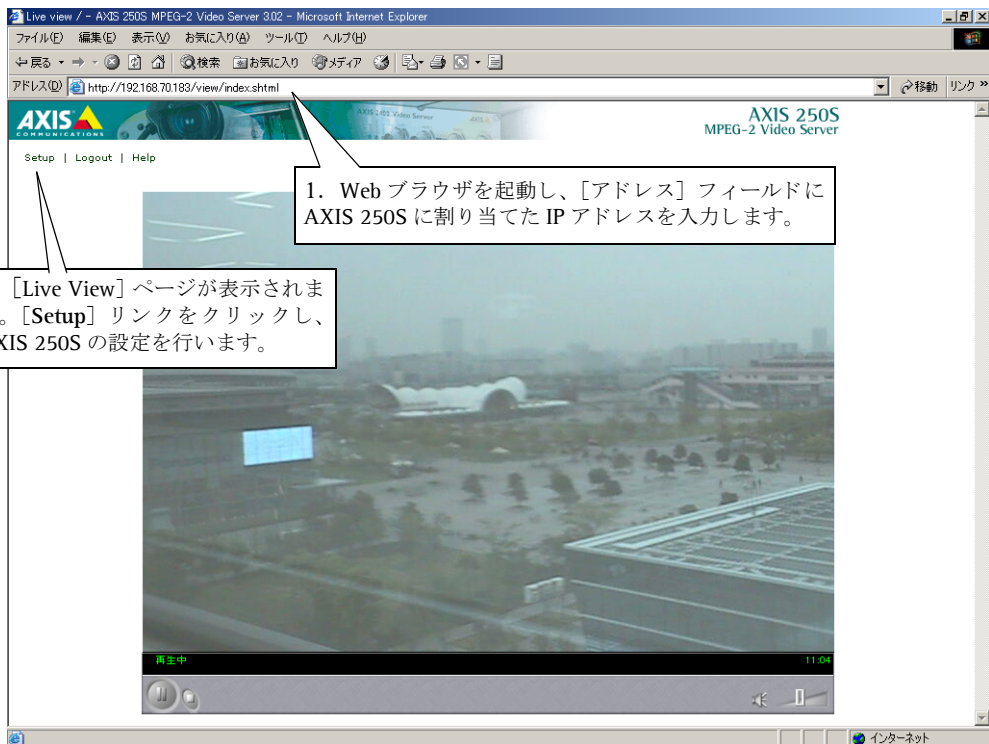 Live view / - AXIS 250S MPEG-2 Video Server 3.02 - Microsoft Internet Explorer
ファイル(F) 編集(E) 表示(V) お気に入り(A) ツール(T) ヘルプ(H)
戻る 検索 お気に入り メディア
アドレス(D) http://192.168.70.183/view/index.shtml 移動 リンク »
AXIS
COMMUNICATIONS
AXIS 250S
MPEG-2 Video Server
Setup | Logout | Help
1. Web ブラウザを起動し、[アドレス] フィールドに
AXIS 250S に割り当てた IP アドレスを入力します。
[Live View] ページが表示されま
。[Setup] リンクをクリックし、
XIS 250S の設定を行います。
再生中 11:04
インターネット